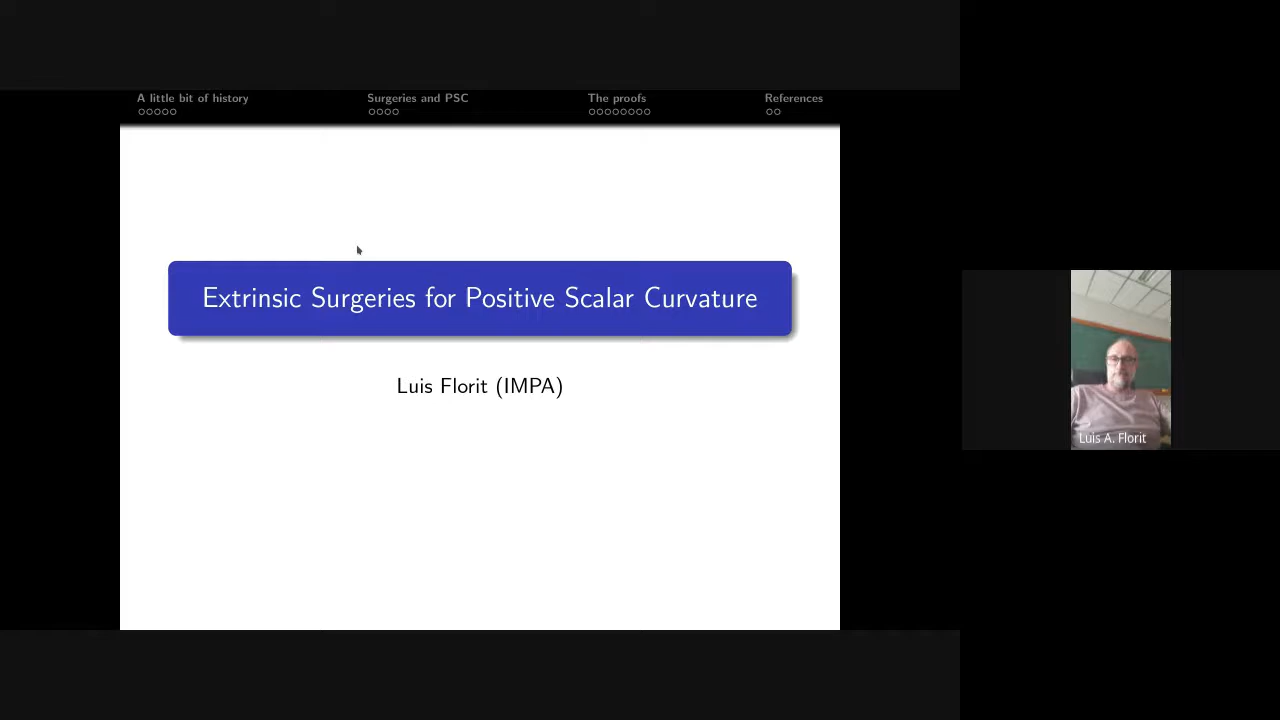 A little bit of history
Surgeries and PSC
The proofs
References
Extrinsic Surgeries for Positive Scalar Curvature
Luis Florit (IMPA)
Luis A. Florit